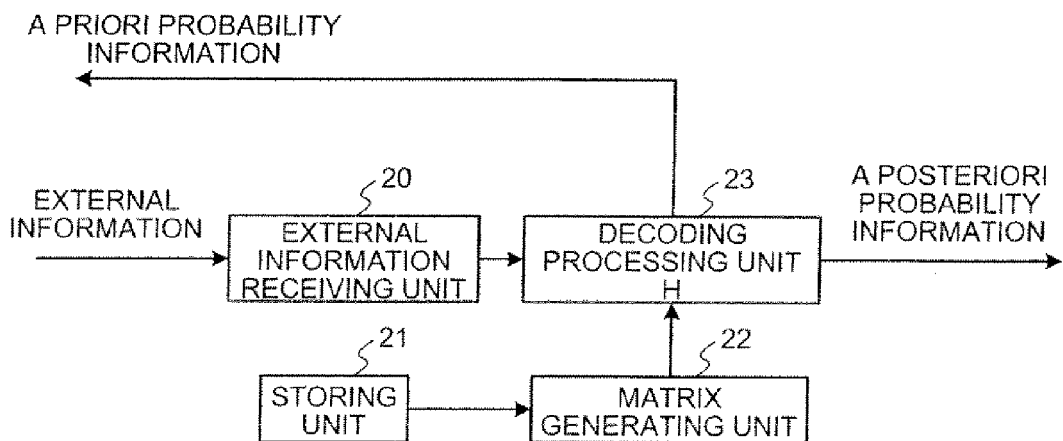 A PRIORI PROBABILITY
INFORMATION
EXTERNAL
INFORMATION
20
EXTERNAL
INFORMATION
RECEIVING UNIT
23
DECODING
PROCESSING UNIT
H
A POSTERIORI
PROBABILITY
INFORMATION
21
STORING
UNIT
22
MATRIX
GENERATING UNIT